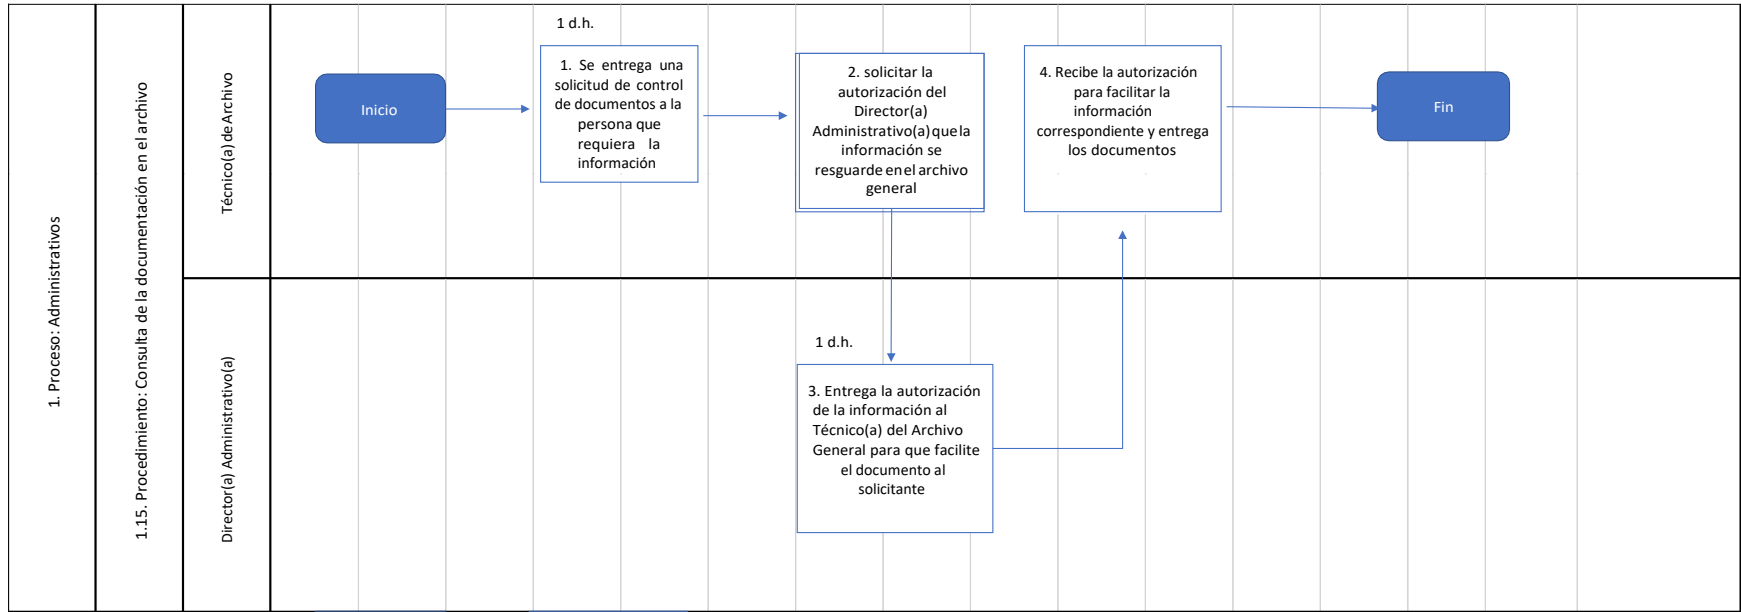 1. Proceso: Administrativos
1.15. Procedimiento: Consulta de la documentación en el archivo
Técnico(a) de Archivo
Inicio
1 d.h.
1. Se entrega una
solicitud de control
de documentos a la
persona que
requiera la
información
2. solicitar la
autorización del
Director(a)
Administrativo(a) que la
información se
resguarde en el archivo
general
4. Recibe la autorización
para facilitar la
información
correspondiente y entrega
los documentos
Fin
Director(a) Administrativo(a)
1 d.h.
3. Entrega la autorización
de la información al
Técnico(a) del Archivo
General para que facilite
el documento al
solicitante